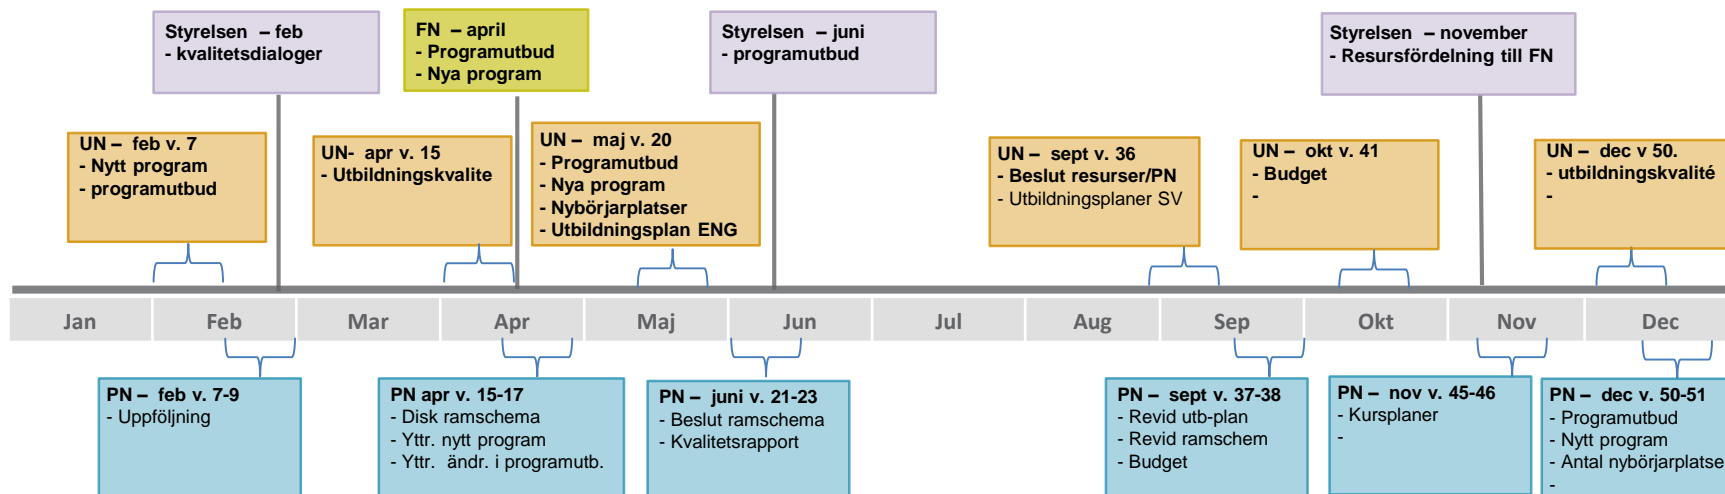 Styrelsen – feb
- kvalitetsdialoger
FN – april
- Programutbud
- Nya program
Styrelsen – juni
- programutbud
Styrelsen – november
- Resursfördelning till FN
UN – feb v. 7
- Nytt program
- programutbud
UN- apr v. 15
- Utbildningskvalite
UN – maj v. 20
- Programutbud
- Nya program
- Nybörjarplatser
- Utbildningsplan ENG
UN – sept v. 36
- Beslut resurser/PN
- Utbildningsplaner SV
UN – okt v. 41
- Budget
-
UN – dec v 50.
- utbildningskvalité
-
Jan Feb Mar Apr Maj Jun Jul Aug Sep Okt Nov Dec
PN – feb v. 7-9
- Uppföljning
PN apr v. 15-17
- Disk ramschema
- Yttr. nytt program
- Yttr. ändr. i programutb.
PN – juni v. 21-23
- Beslut ramschema
- Kvalitetsrapport
PN – sept v. 37-38
- Revid utb-plan
- Revid ramschem
- Budget
PN – nov v. 45-46
- Kursplaner
-
PN – dec v. 50-51
- Programutbud
- Nytt program
- Antal nybörjarplatse
-